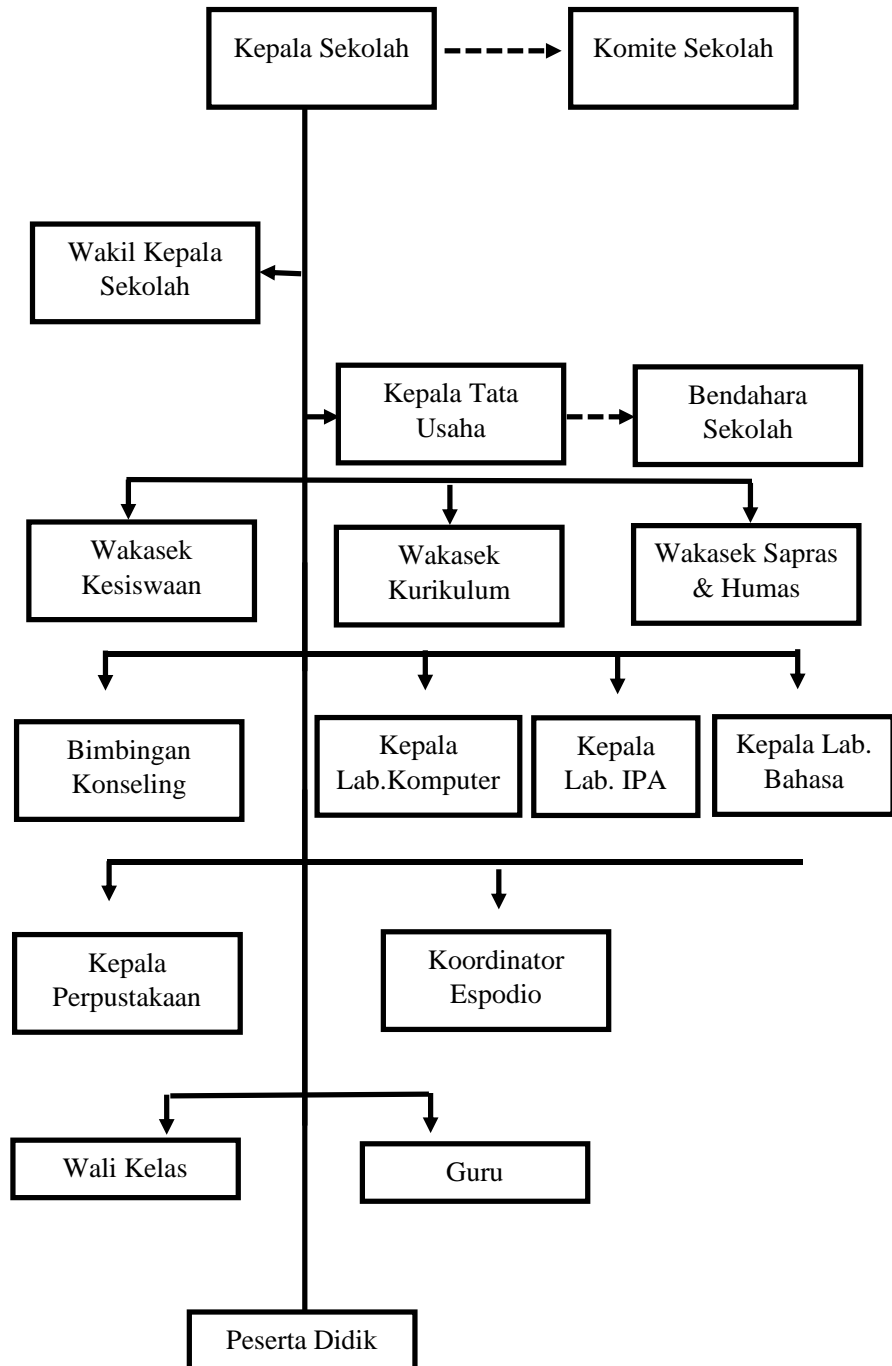 Kepala Sekolah
Komite Sekolah
Wakil Kepala
Sekolah
Kepala Tata
Usaha
Bendahara
Sekolah
Wakasek
Kesiswaan
Wakasek
Kurikulum
Wakasek Sapras
& Humas
Bimbingan
Konseling
Kepala
Lab.Komputer
Kepala
Lab. IPA
Kepala Lab.
Bahasa
Kepala
Perpustakaan
Koordinator
Espodio
Wali Kelas
Guru
Peserta Didik